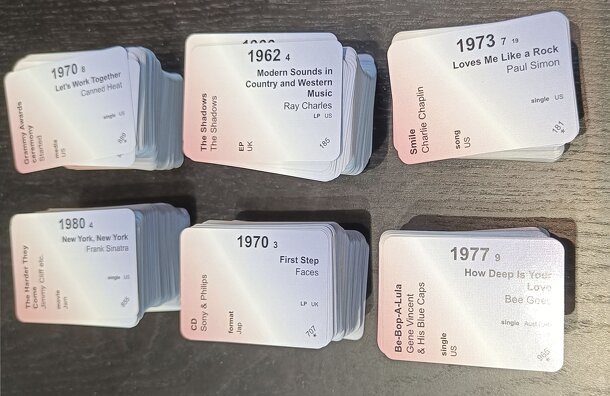 1970 8
Let's Work Together
Canned Heat
single US
Grammy Awards
ceremony
Started
media
US
1962 4
Modern Sounds in
Country and Western
Music
Ray Charles
LP US
The Shadows
The Shadows
EP
UK
185
1973 7 19
Loves Me Like a Rock
Paul Simon
single US
Smile
Charlie Chaplin
song
US
181
1980 4
New York, New York
Frank Sinatra
single US
The Harder They
Come
Jimmy Cliff etc.
movie
Jam
855
1970 3
First Step
Faces
LP UK
CD
Sony & Philips
format
Jap
707
1977 9
How Deep Is Your
Love
Bee Gees
single
Be-Bop-A-Lula
Gene Vincent
& His Blue Caps
single
US